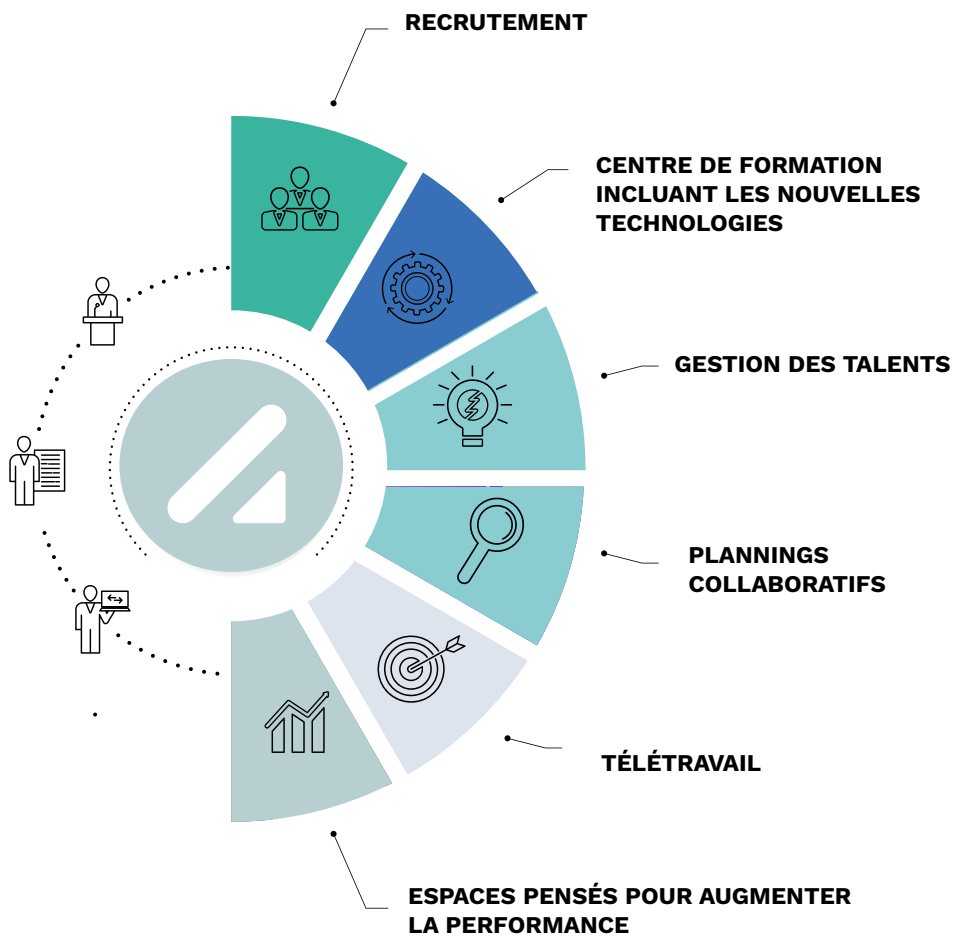 RECRUTEMENT
CENTRE DE FORMATION
INCLUANT LES NOUVELLES
TECHNOLOGIES
GESTION DES TALENTS
PLANNINGS
COLLABORATIFS
TÉLÉTRAVAIL
ESPACES PENSÉS POUR AUGMENTER
LA PERFORMANCE